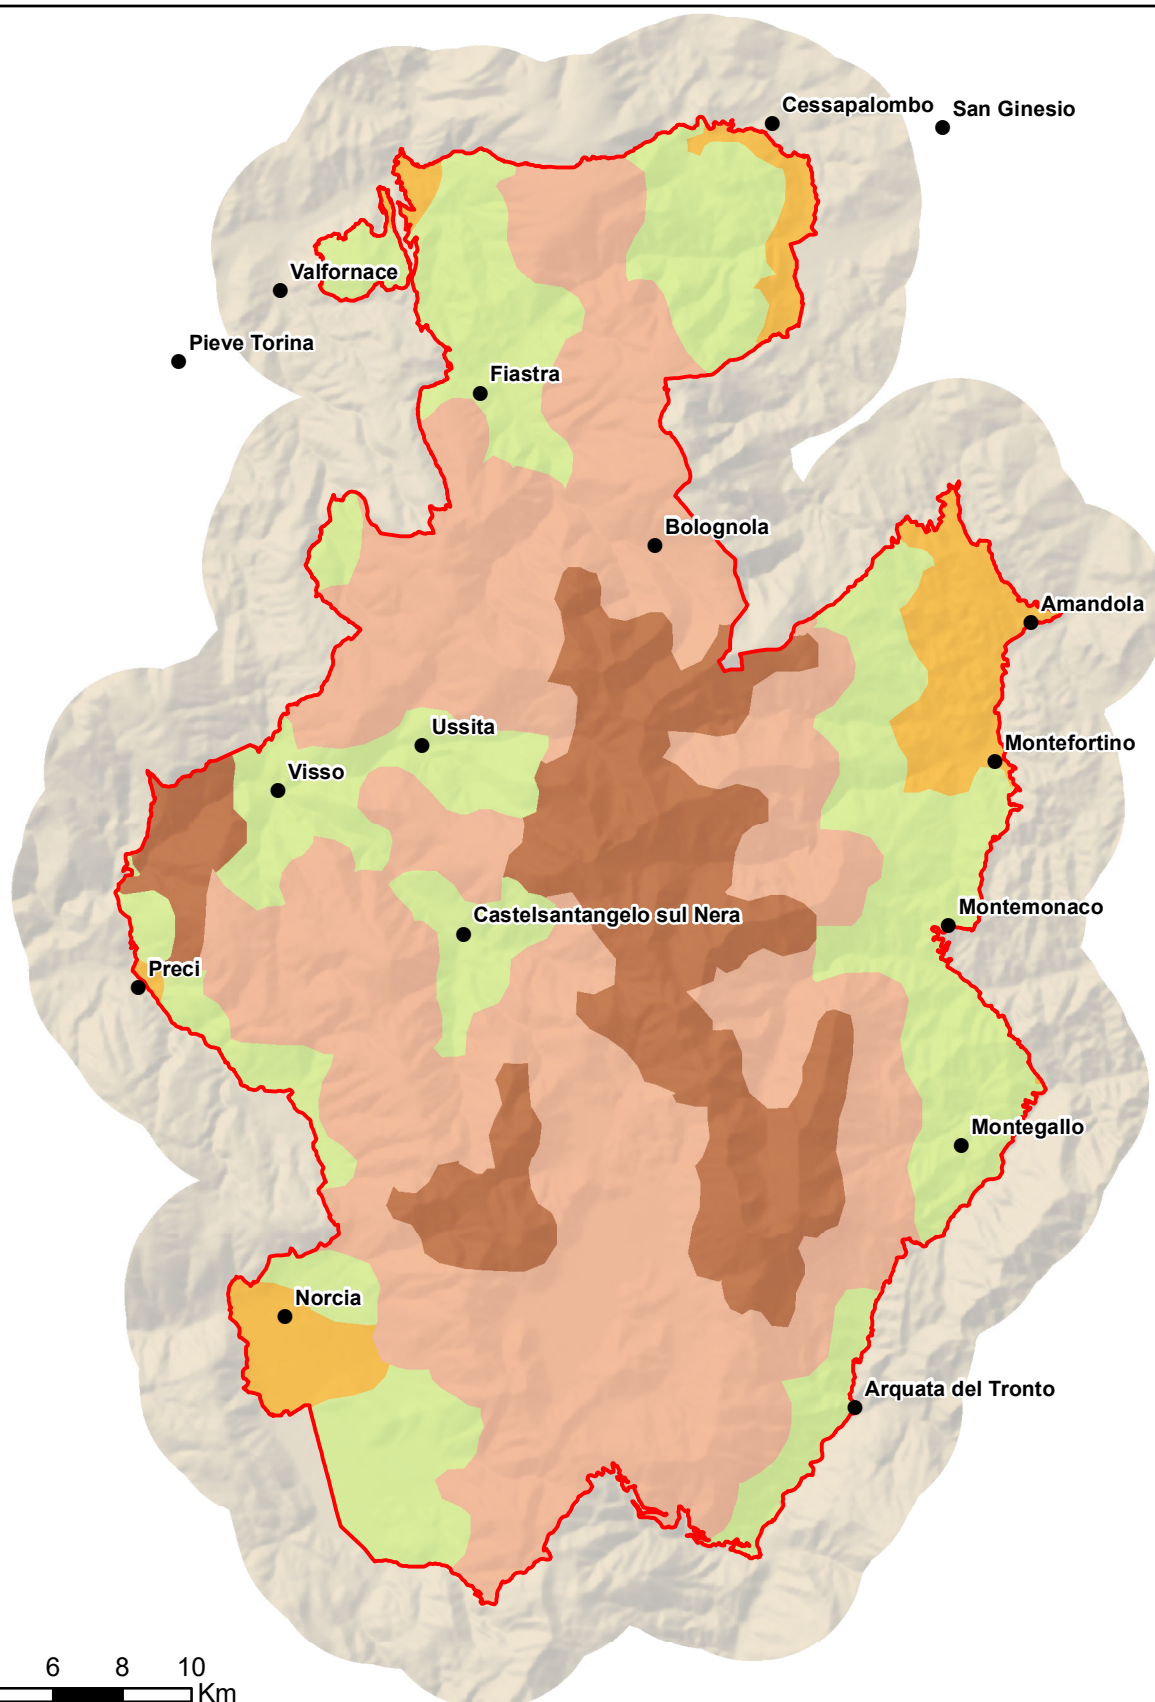 Cessapalombo
San Ginesio
Valfornace
Pieve Torina
Fiastra
Bolognola
Amandola
Ussita
Montefortino
Visso
Castelsantangelo sul Nera
Montemonaco
Preci
Montegallo
Norcia
Arquata del Tronto
6 8 10
Km